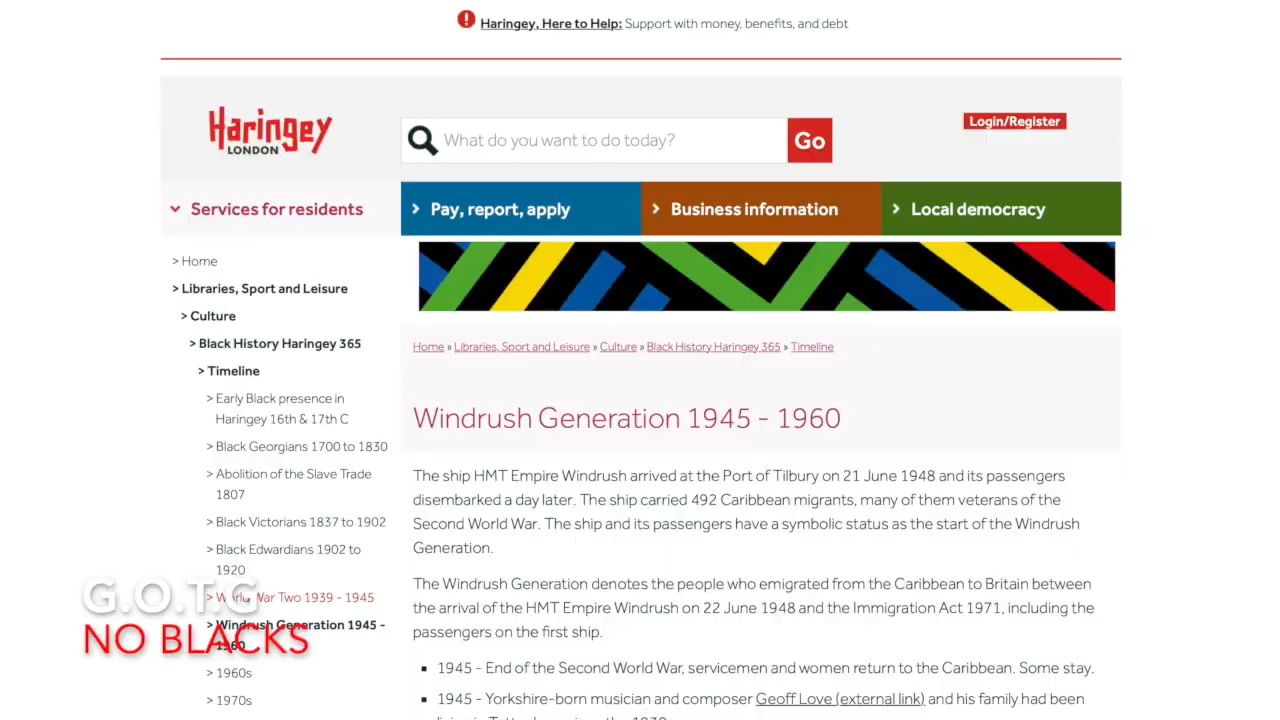 Haringey, Here to Help: Support with money, benefits, and debt
Haringey
LONDON
What do you want to do today?
Go
Login/Register
Services for residents
Pay, report, apply
Business information
Local democracy
> Home
> Libraries, Sport and Leisure
> Culture
> Black History Haringey 365
> Timeline
> Early Black presence in
Haringey 16th & 17th C
> Black Georgians 1700 to 1830
> Abolition of the Slave Trade
1807
> Black Victorians 1837 to 1902
> Black Edwardians 1902 to
1920
> World War Two 1939 - 1945
> Windrush Generation 1945 -
1960
> 1960s
> 1970s
G.O.T.G
NO BLACKS
Home » Libraries, Sport and Leisure » Culture » Black History Haringey 365 » Timeline
Windrush Generation 1945 - 1960
The ship HMT Empire Windrush arrived at the Port of Tilbury on 21 June 1948 and its passengers
disembarked a day later. The ship carried 492 Caribbean migrants, many of them veterans of the
Second World War. The ship and its passengers have a symbolic status as the start of the Windrush
Generation.
The Windrush Generation denotes the people who emigrated from the Caribbean to Britain between
the arrival of the HMT Empire Windrush on 22 June 1948 and the Immigration Act 1971, including the
passengers on the first ship.
▪ 1945 - End of the Second World War, servicemen and women return to the Caribbean. Some stay.
▪ 1945 - Yorkshire-born musician and composer Geoff Love (external link) and his family had been